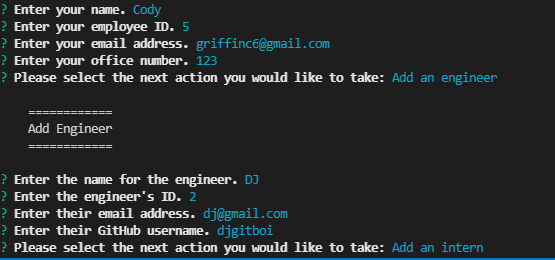 ? Enter your name. Cody
? Enter your employee ID. 5
? Enter your email address. griffinc6@gmail.com
? Enter your office number. 123
? Please select the next action you would like to take: Add an engineer
============
Add Engineer
============
? Enter the name for the engineer. DJ
? Enter the engineer's ID. 2
? Enter their email address. dj@gmail.com
? Enter their GitHub username. djgitboi
? Please select the next action you would like to take: Add an intern